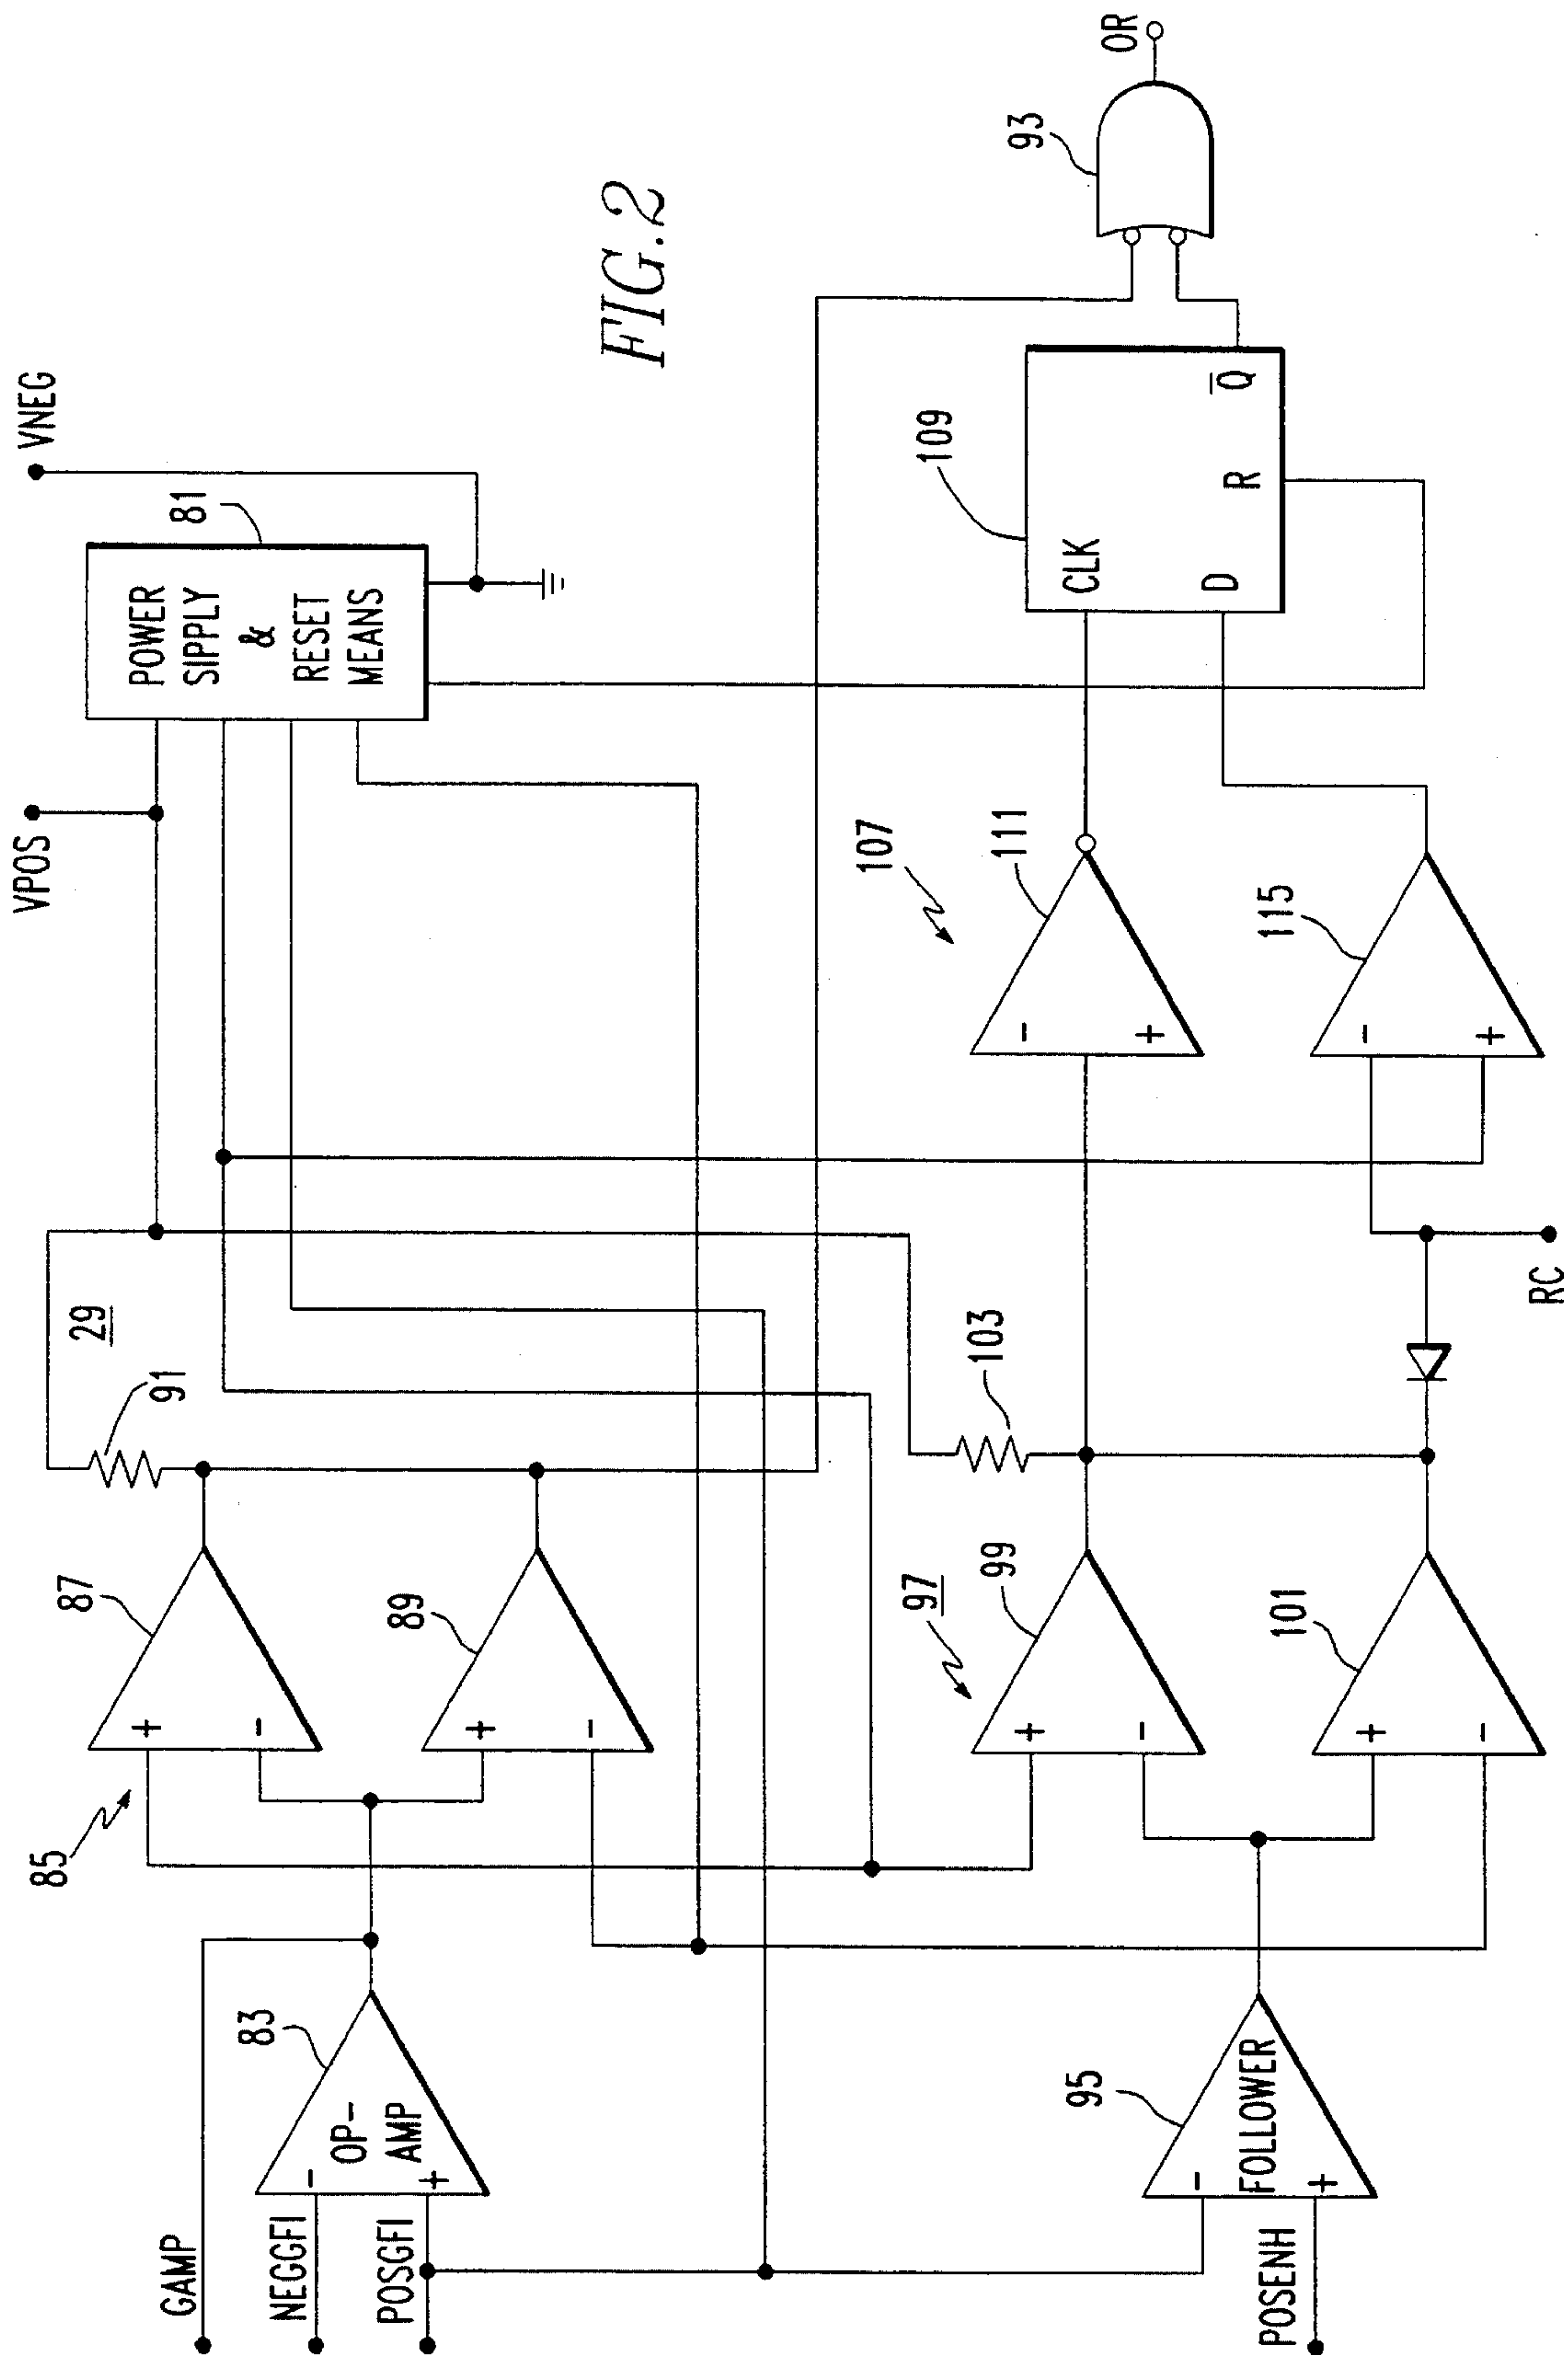 FIG.2
VPOS
VNEG
POWER
SIPPLY
&
RESET
MEANS
81
29
91
87
+
-
89
+
-
85
83
OP-
AMP
-
+
GAMP
NEGGFI
POSGFI
95
FOLLOWER
-
+
POSENH
97
99
+
-
101
+
-
103
RC
107
111
-
+
115
-
+
109
CLK
D
R
Q̅
93
OR